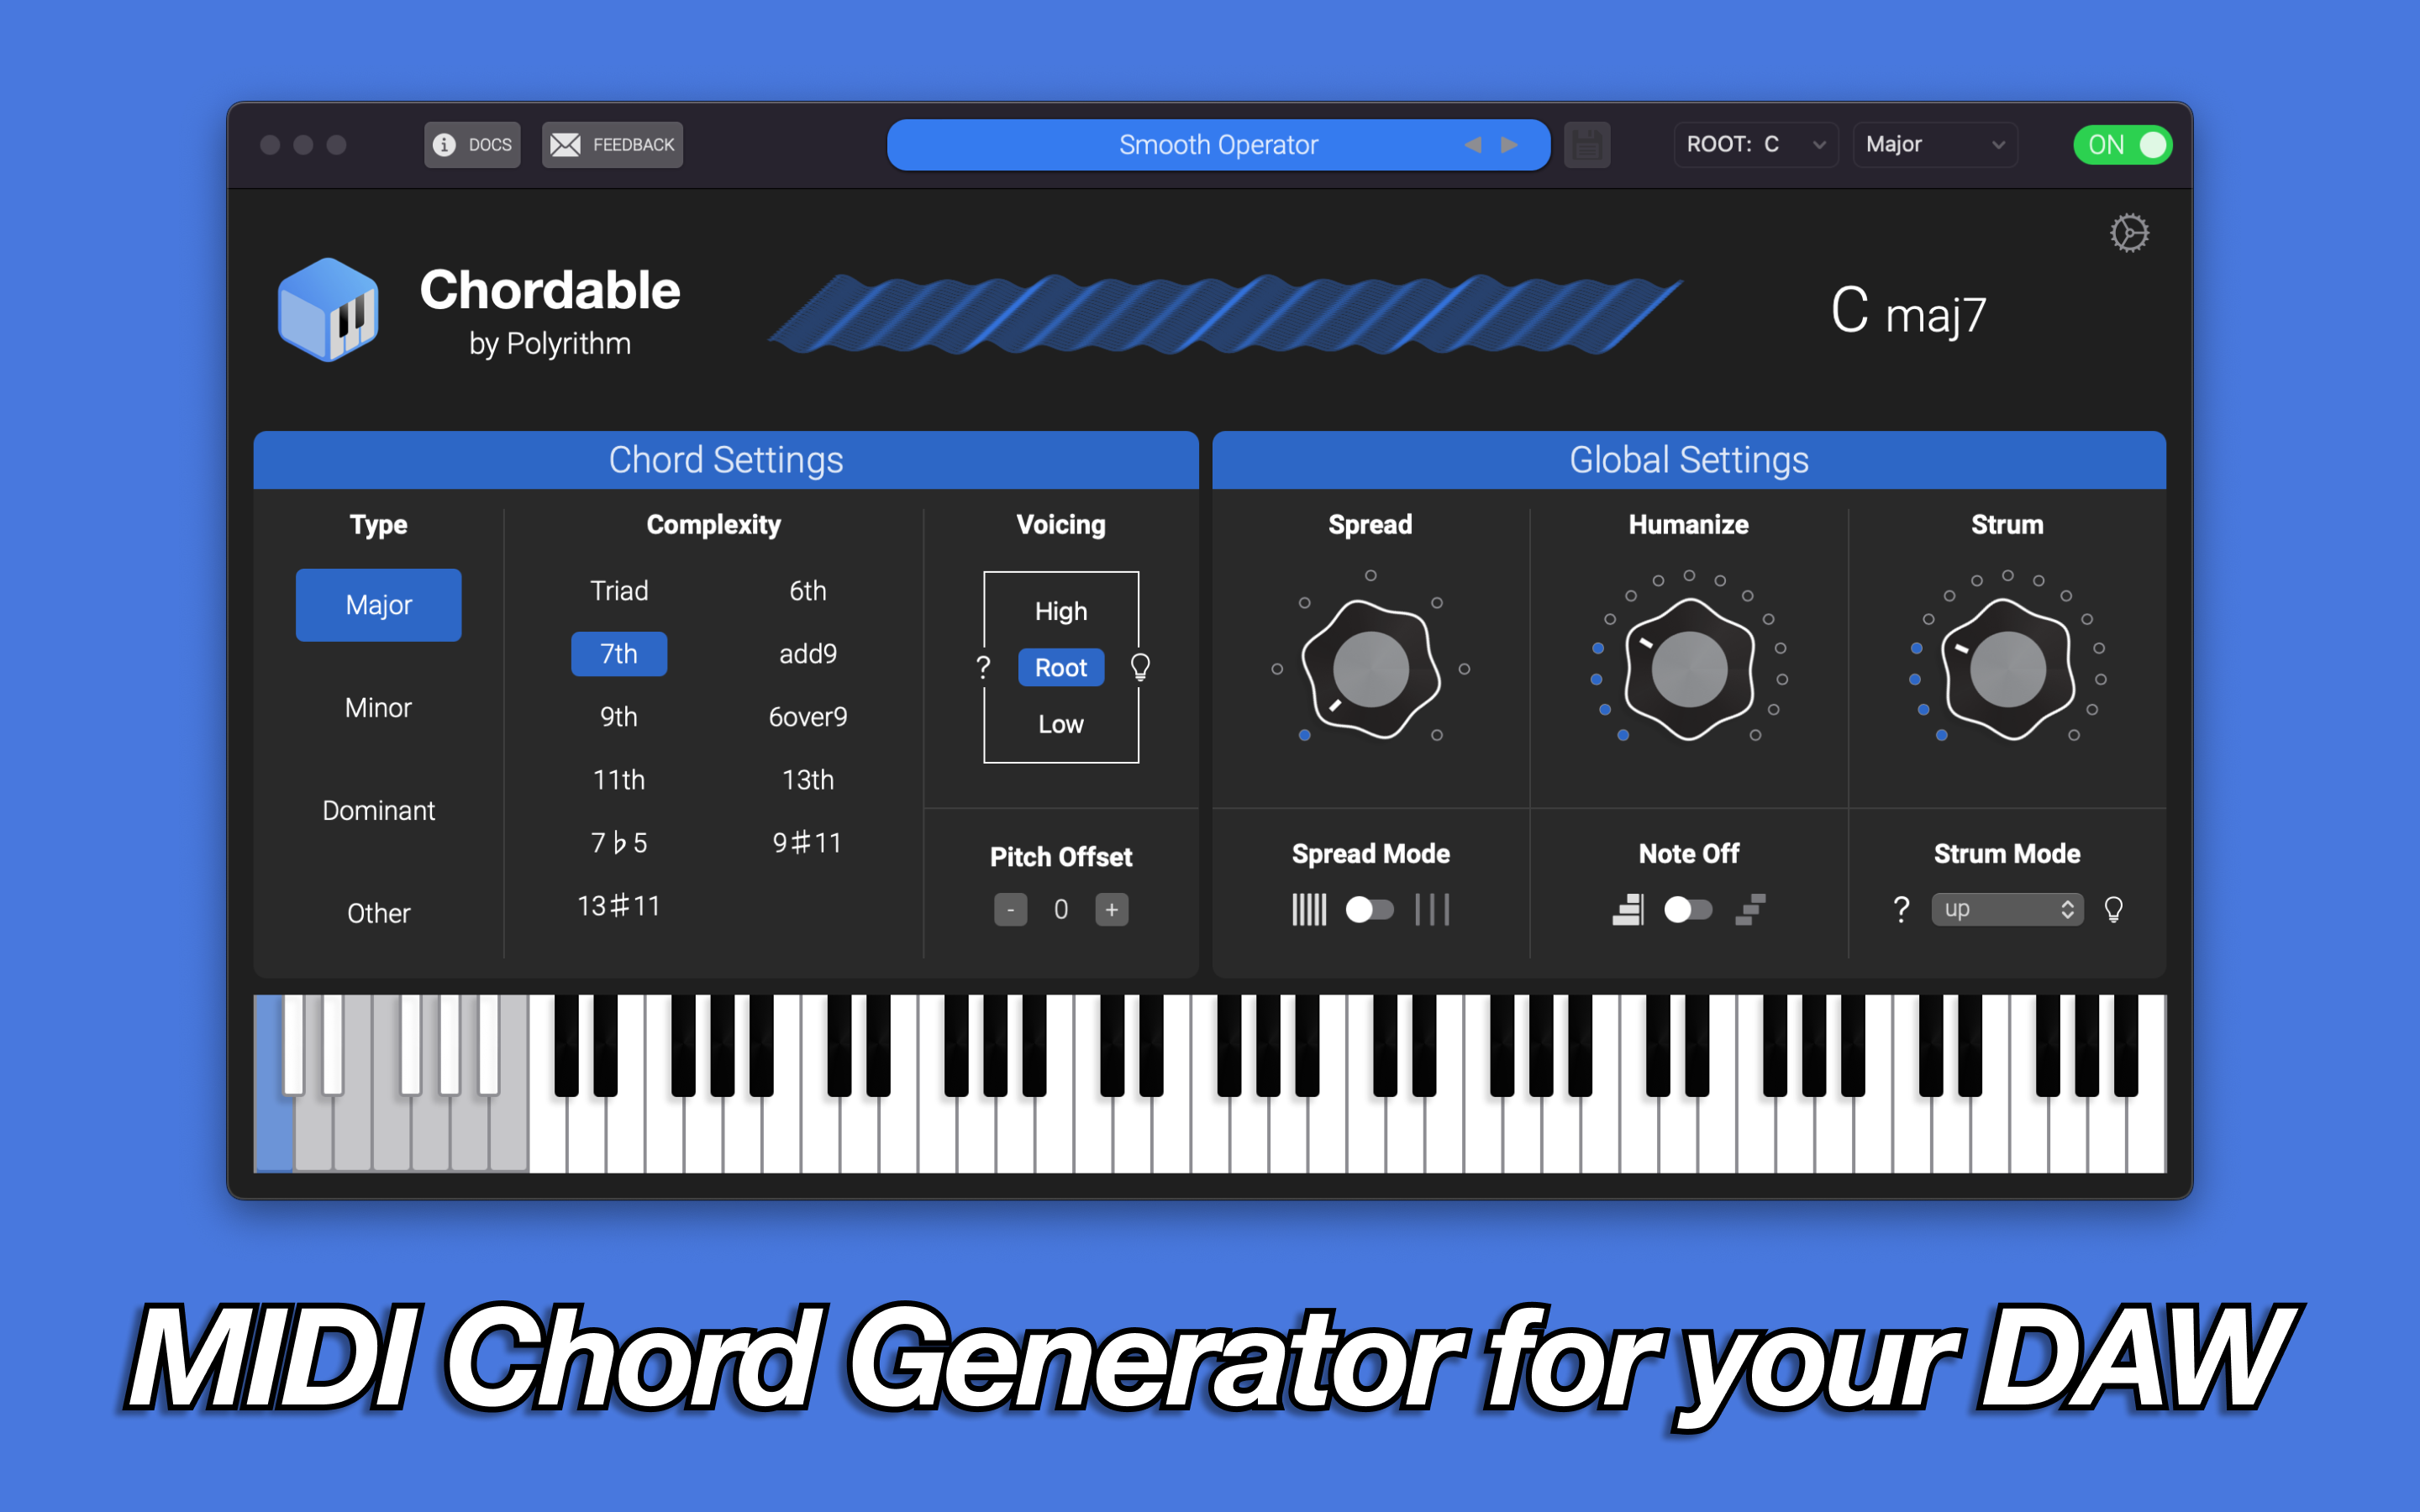 DOCS
FEEDBACK
Smooth Operator
ROOT: C
Major
ON
Chordable
by Polyrithm
C maj7
Chord Settings
Global Settings
Type
Major
Minor
Dominant
Other
Complexity
Triad
6th
7th
add9
9th
6over9
11th
13th
7♭5
9♯11
13♯11
Voicing
High
?
Root
Low
Pitch Offset
- 0 +
Spread
Humanize
Strum
Spread Mode
Note Off
Strum Mode
? up
MIDI Chord Generator for your DAW